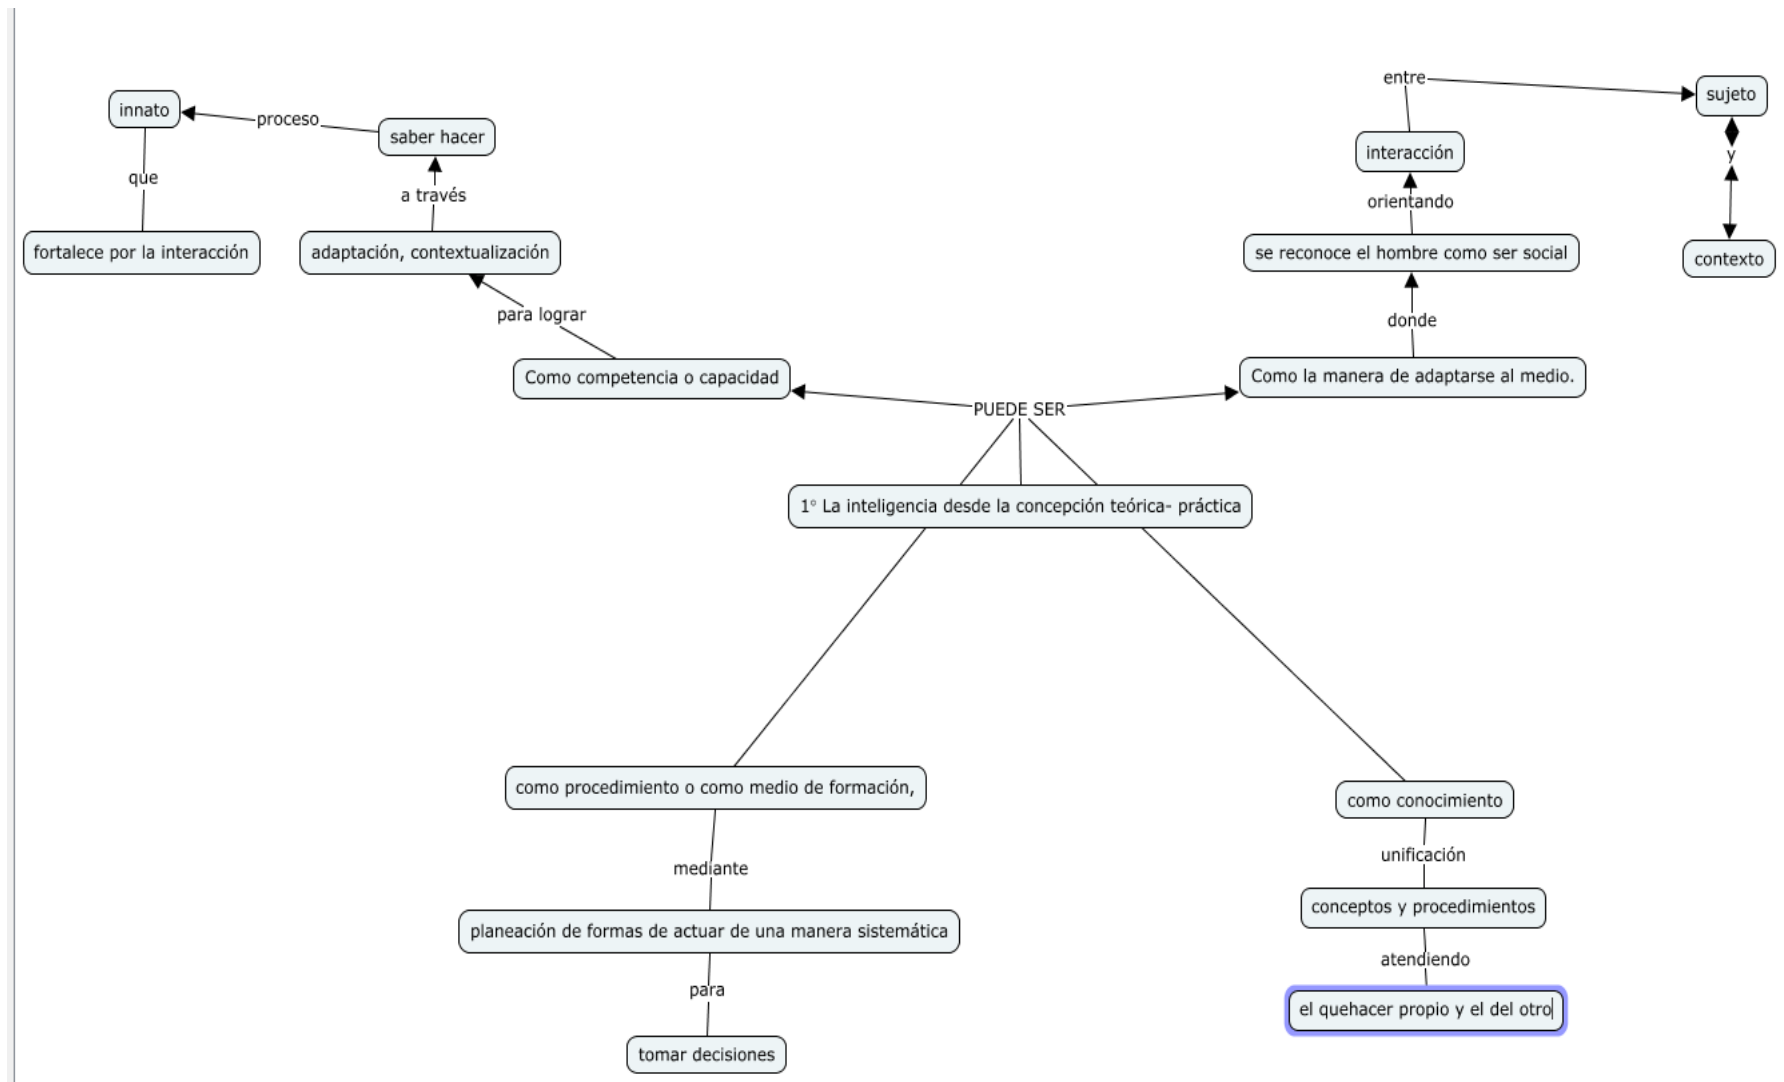 entre
sujeto
innato
proceso
saber hacer
interacción
y
que
a través
orientando
fortalece por la interacción
adaptación, contextualización
se reconoce el hombre como ser social
contexto
para lograr
donde
Como competencia o capacidad
Como la manera de adaptarse al medio.
PUEDE SER
1° La inteligencia desde la concepción teórica- práctica
como procedimiento o como medio de formación,
como conocimiento
mediante
unificación
planeación de formas de actuar de una manera sistemática
conceptos y procedimientos
para
atendiendo
tomar decisiones
el quehacer propio y el del otro